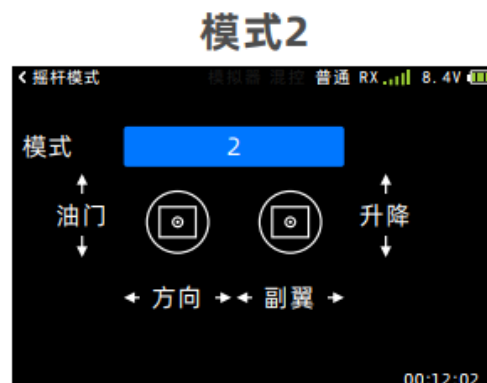 模式2
摇杆模式 模拟器 混控 普通 RX 8.4V
模式 2
油门 升降
方向 副翼
00:12:02